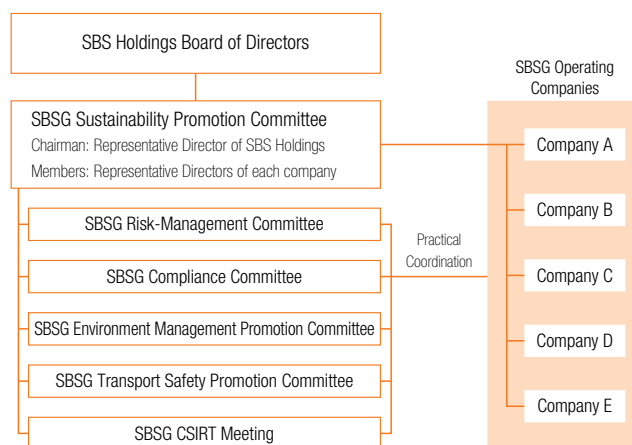 SBS Holdings Board of Directors
SBSG Sustainability Promotion Committee
Chairman: Representative Director of SBS Holdings
Members: Representative Directors of each company
SBSG Risk-Management Committee
SBSG Compliance Committee
SBSG Environment Management Promotion Committee
SBSG Transport Safety Promotion Committee
SBSG CSIRT Meeting
Practical
Coordination
SBSG Operating
Companies
Company A
Company B
Company C
Company D
Company E